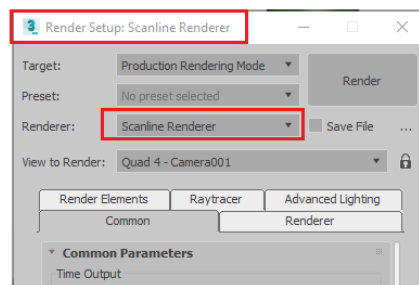 3 Render Setup: Scanline Renderer
Target: Production Rendering Mode
Render
Preset: No preset selected
Renderer: Scanline Renderer Save File ...
View to Render: Quad 4 - Camera001
Render Elements Raytracer Advanced Lighting
Common Renderer
Common Parameters
Time Output